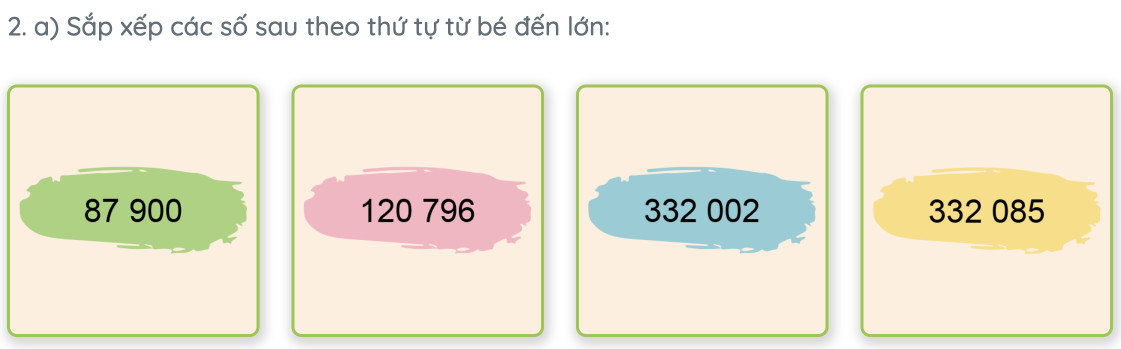 2. a) Sắp xếp các số sau theo thứ tự từ bé đến lớn:
87 900 120 796 332 002 332 085